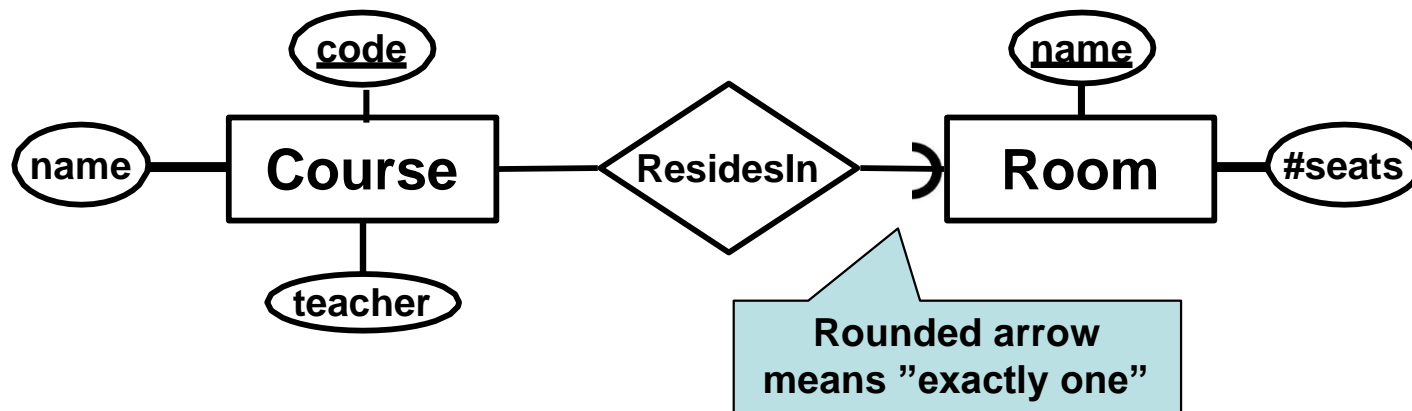 code
name
name
Course
ResidesIn
Room
#seats
teacher
Rounded arrow
means ”exactly one”